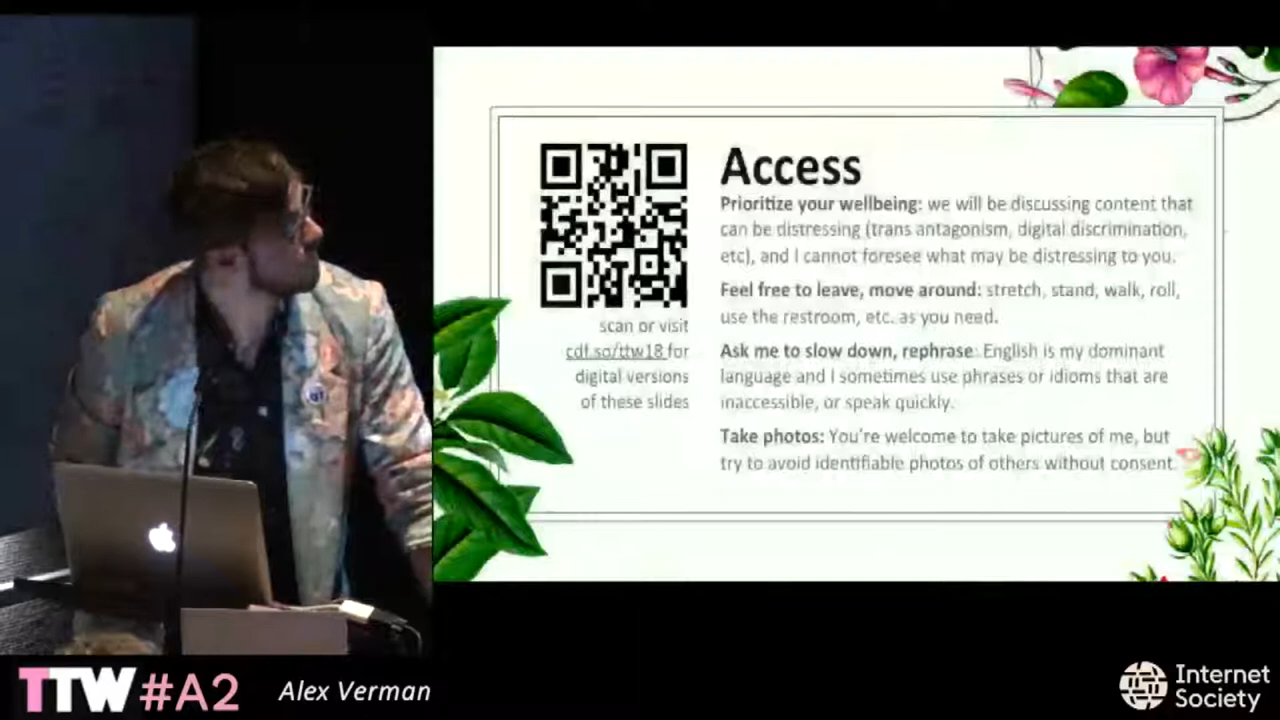 Access
Prioritize your wellbeing: we will be discussing content that
can be distressing (trans antagonism, digital discrimination,
etc), and I cannot foresee what may be distressing to you.
Feel free to leave, move around: stretch, stand, walk, roll,
use the restroom, etc. as you need.
Ask me to slow down, rephrase: English is my dominant
language and I sometimes use phrases or idioms that are
inaccessible, or speak quickly.
Take photos: You're welcome to take pictures of me, but
try to avoid identifiable photos of others without consent.
scan or visit
cdf.so/ttw18 for
digital versions
of these slides
TTW #A2
Alex Verman
Internet
Society